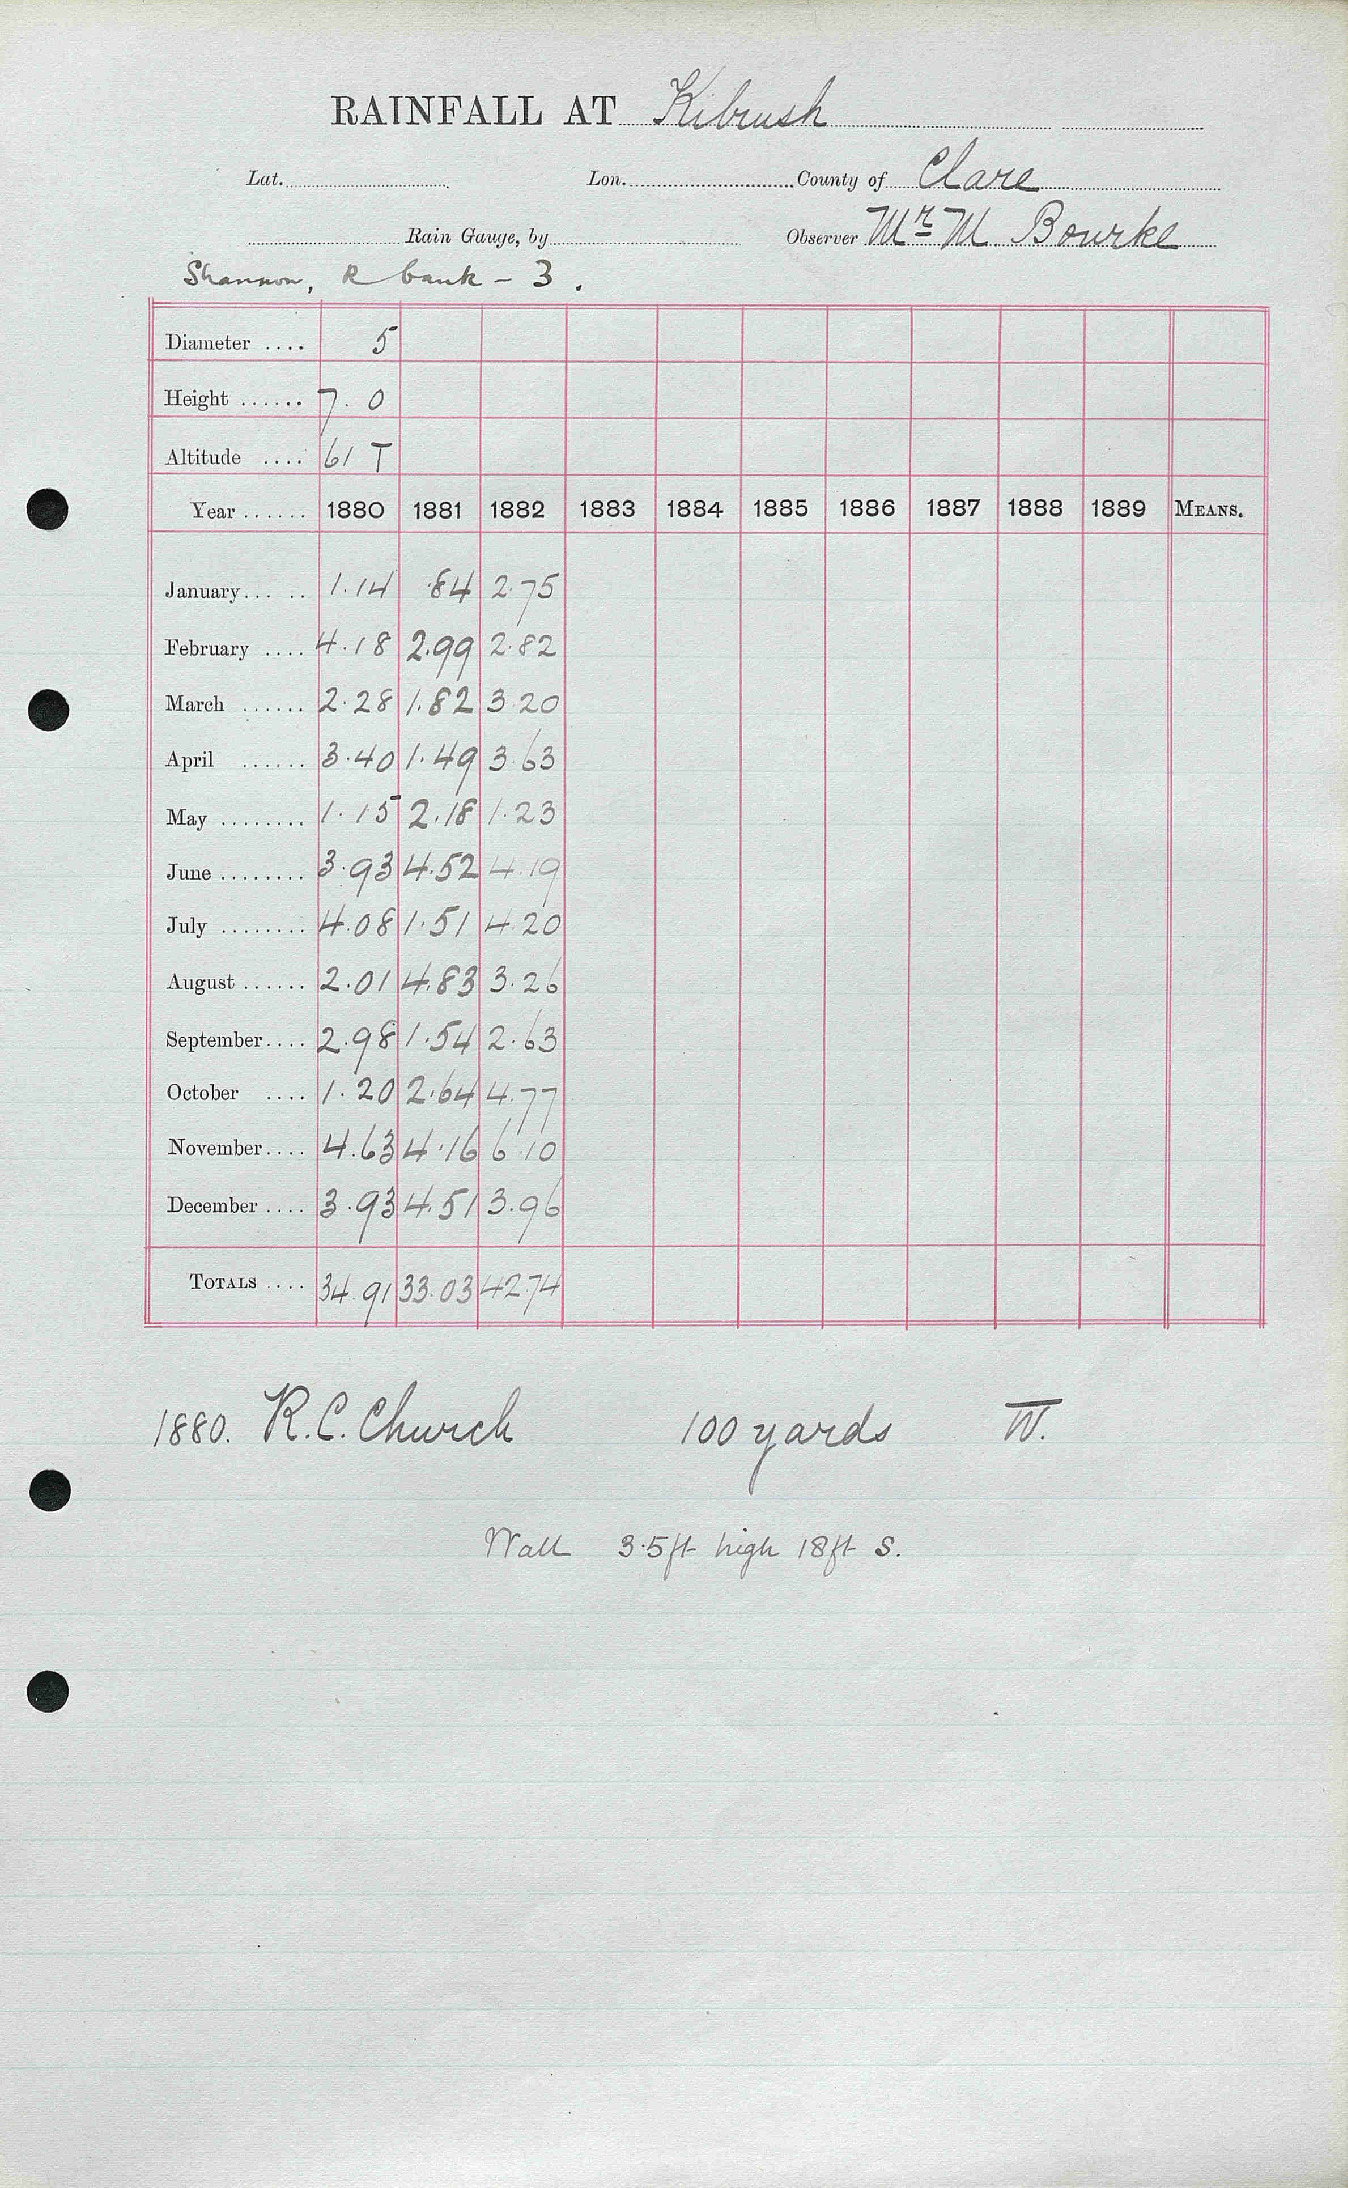 RAINFALL AT Kilrush
Lat. Lon. County of Clare
Rain Gauge, by Observer Mr M Bourke
Shannon, R bank - 3.
Diameter .... 5
Height ...... 7. 0
Altitude .... 61 T
Year ...... 1880 1881 1882 1883 1884 1885 1886 1887 1888 1889 MEANS.
January... .. 1.14 .84 2.75
February .... 4.18 2.99 2.82
March ...... 2.28 1.82 3.20
April ...... 3.40 1.49 3.63
May ........ 1.15 2.18 1.23
June ........ 3.93 4.52 4.19
July ........ 4.08 1.51 4.20
August ...... 2.01 4.83 3.26
September.... 2.98 1.54 2.63
October .... 1.20 2.64 4.77
November.... 4.63 4.16 6.10
December .... 3.93 4.51 3.96
TOTALS .... 34.91 33.03 42.74
1880. R.C. Church 100 yards W.
Wall 3.5ft high 18ft S.